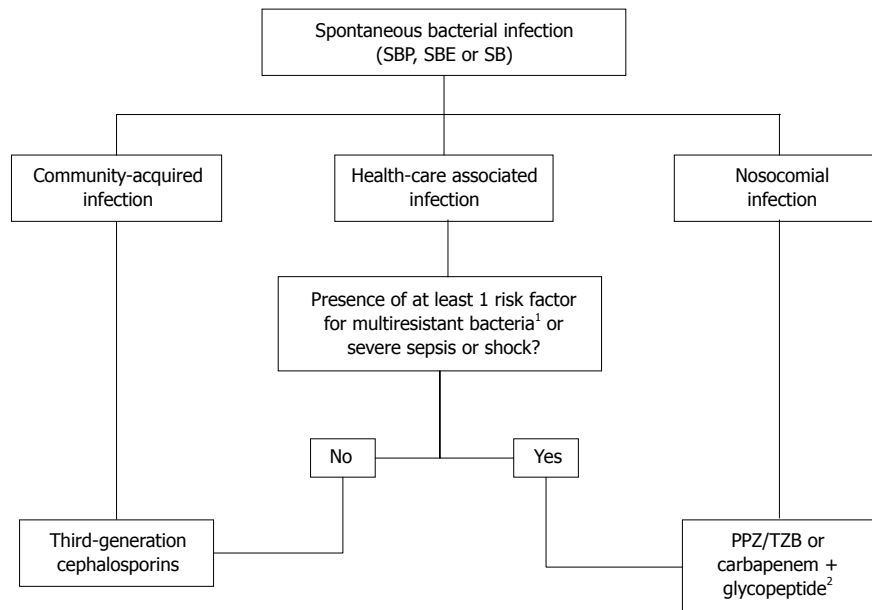 Spontaneous bacterial infection
(SBP, SBE or SB)
Community-acquired
infection
Health-care associated
infection
Nosocomial
infection
Presence of at least 1 risk factor
for multiresistant bacteria¹ or
severe sepsis or shock?
No
Yes
Third-generation
cephalosporins
PPZ/TZB or
carbapenem +
glycopeptide²